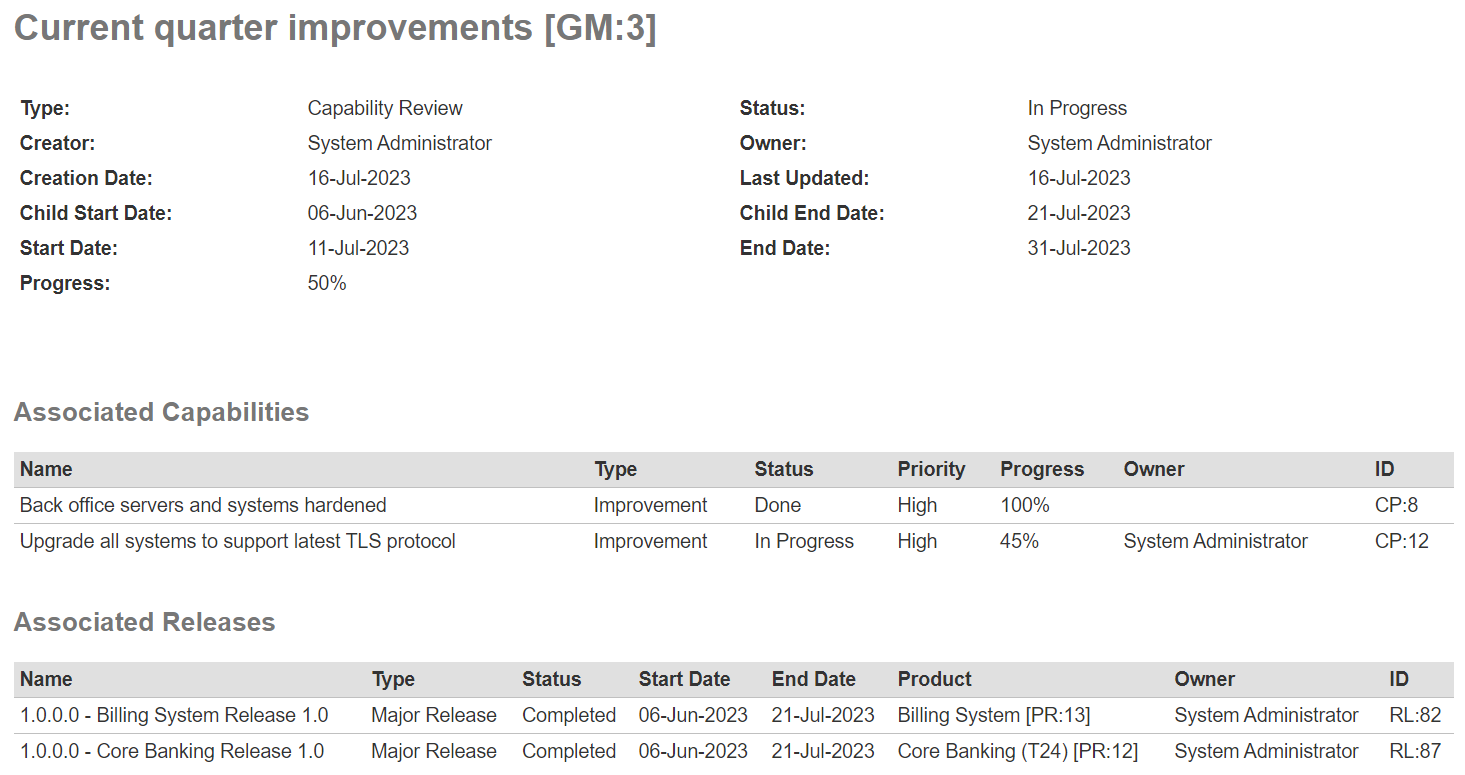 Current quarter improvements [GM:3]
Type: Capability Review Status: In Progress
Creator: System Administrator Owner: System Administrator
Creation Date: 16-Jul-2023 Last Updated: 16-Jul-2023
Child Start Date: 06-Jun-2023 Child End Date: 21-Jul-2023
Start Date: 11-Jul-2023 End Date: 31-Jul-2023
Progress: 50%
Associated Capabilities
Name Type Status Priority Progress Owner ID
Back office servers and systems hardened Improvement Done High 100% CP:8
Upgrade all systems to support latest TLS protocol Improvement In Progress High 45% System Administrator CP:12
Associated Releases
Name Type Status Start Date End Date Product Owner ID
1.0.0.0 - Billing System Release 1.0 Major Release Completed 06-Jun-2023 21-Jul-2023 Billing System [PR:13] System Administrator RL:82
1.0.0.0 - Core Banking Release 1.0 Major Release Completed 06-Jun-2023 21-Jul-2023 Core Banking (T24) [PR:12] System Administrator RL:87